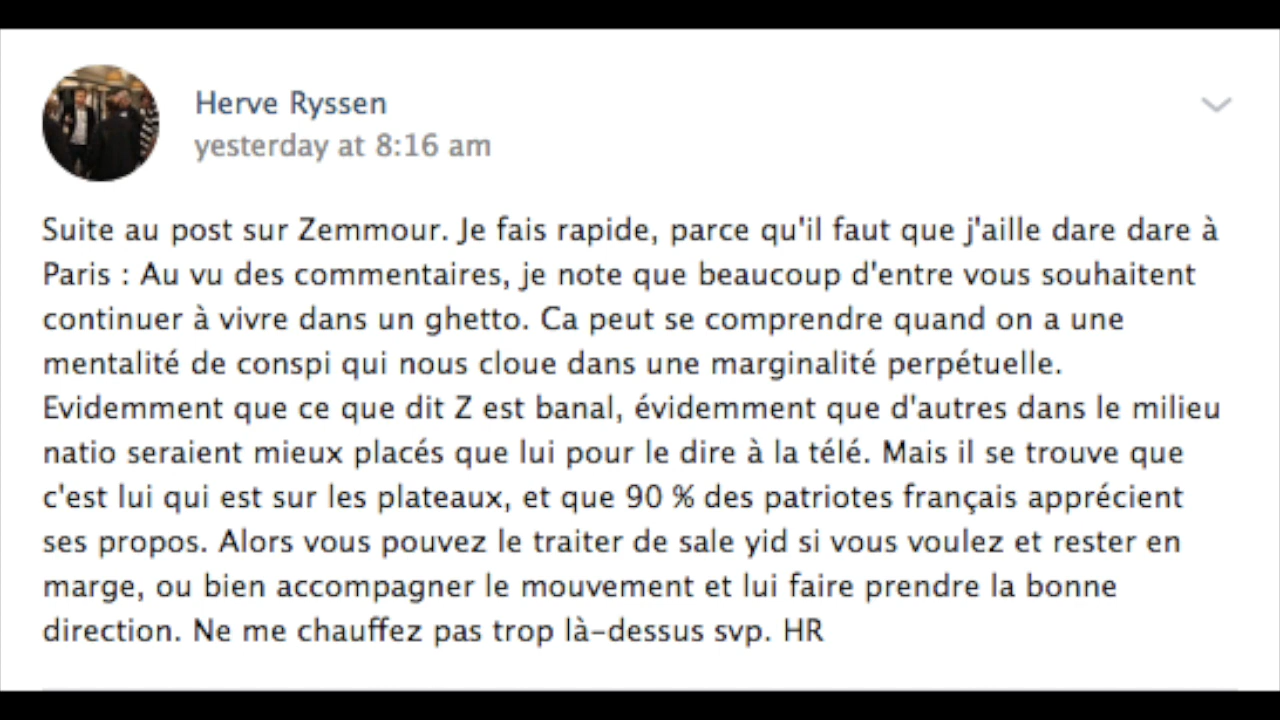 Herve Ryssen
yesterday at 8:16 am
Suite au post sur Zemmour. Je fais rapide, parce qu'il faut que j'aille dare dare à
Paris : Au vu des commentaires, je note que beaucoup d'entre vous souhaitent
continuer à vivre dans un ghetto. Ca peut se comprendre quand on a une
mentalité de conspi qui nous cloue dans une marginalité perpétuelle.
Evidemment que ce que dit Z est banal, évidemment que d'autres dans le milieu
natio seraient mieux placés que lui pour le dire à la télé. Mais il se trouve que
c'est lui qui est sur les plateaux, et que 90 % des patriotes français apprécient
ses propos. Alors vous pouvez le traiter de sale yid si vous voulez et rester en
marge, ou bien accompagner le mouvement et lui faire prendre la bonne
direction. Ne me chauffez pas trop là-dessus svp. HR